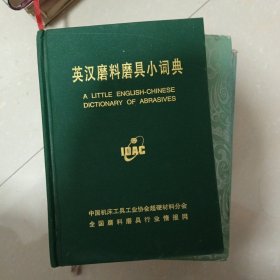 英汉磨料磨具小词典
A LITTLE ENGLISH-CHINESE
DICTIONARY OF ABRASIVES
IDAC
中国机床工具工业协会超硬材料分会
全国磨料磨具行业情报网